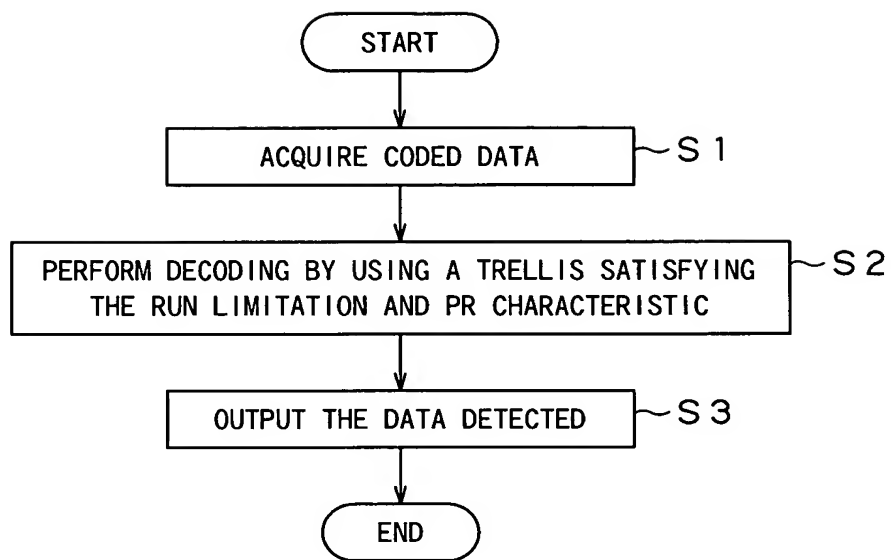 START
ACQUIRE CODED DATA
S1
PERFORM DECODING BY USING A TRELLIS SATISFYING
THE RUN LIMITATION AND PR CHARACTERISTIC
S2
OUTPUT THE DATA DETECTED
S3
END